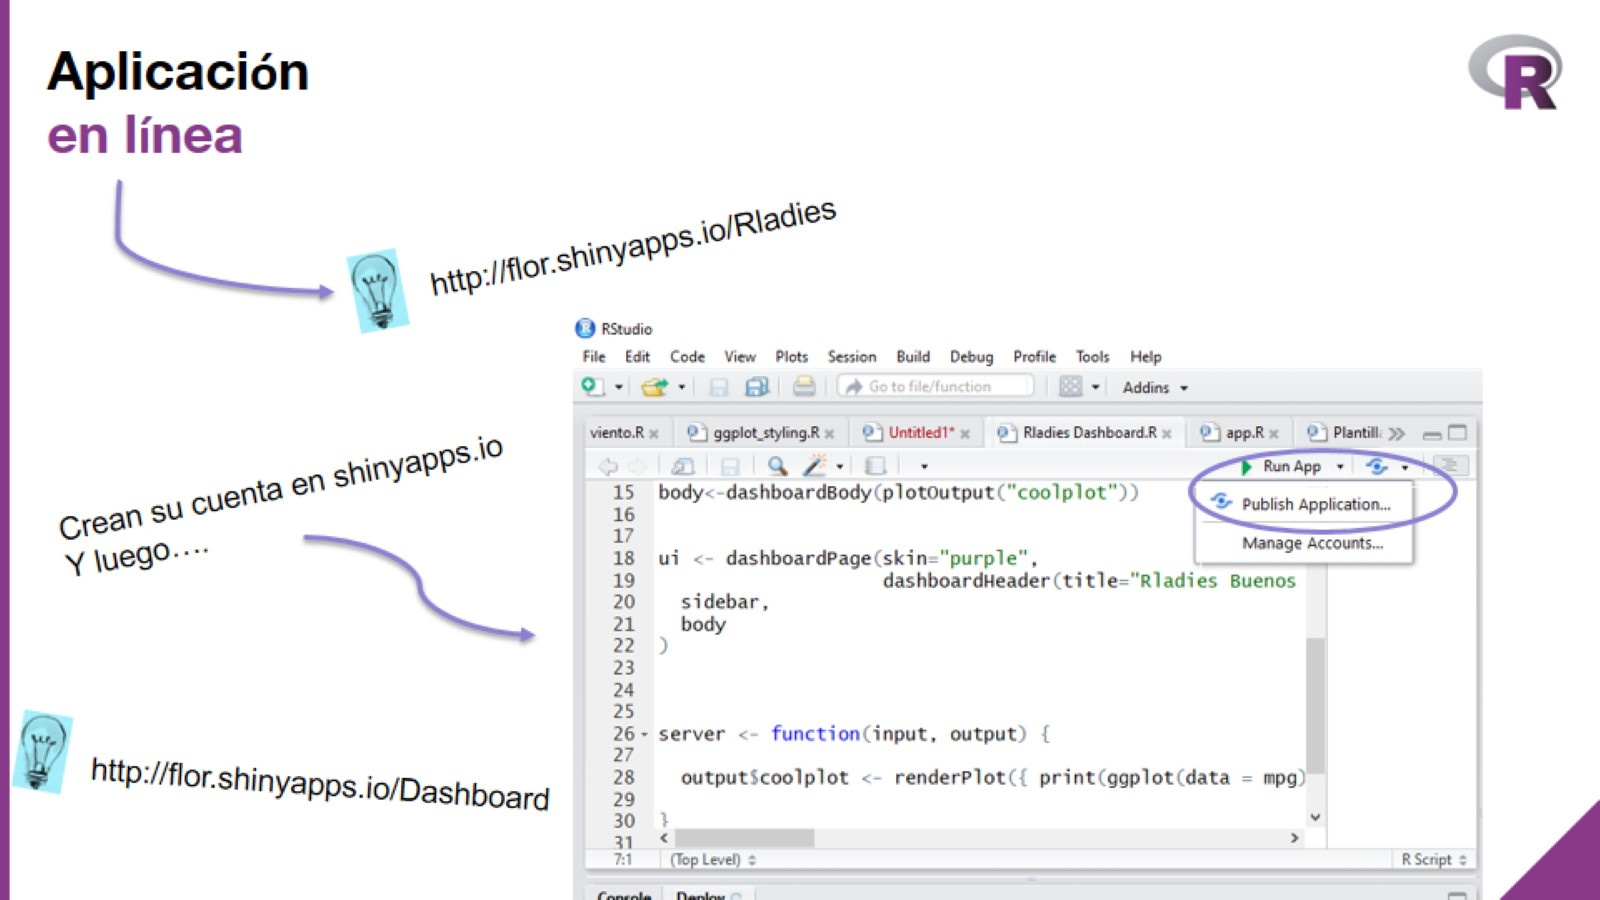 Aplicación
en línea
R
http://flor.shinyapps.io/Rladies
Crean su cuenta en shinyapps.io
Y luego....
http://flor.shinyapps.io/Dashboard
R RStudio
File Edit Code View Plots Session Build Debug Profile Tools Help
Go to file/function Addins
viento.R ggplot_styling.R Untitled1* Rladies Dashboard.R app.R Plantill
Run App
Publish Application...
Manage Accounts...
15 body<-dashboardBody(plotOutput("coolplot"))
16
17
18 ui <- dashboardPage(skin="purple",
19 dashboardHeader(title="Rladies Buenos
20 sidebar,
21 body
22 )
23
24
25
26 server <- function(input, output) {
27
28 output$coolplot <- renderPlot({ print(ggplot(data = mpg)
29
30 }
31
7:1 (Top Level) R Script
Console Deploy